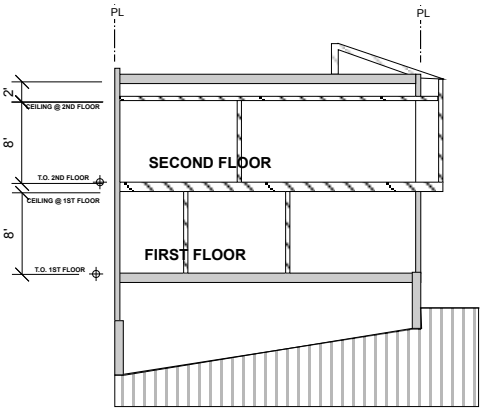 PL
PL
2'
CEILING @ 2ND FLOOR
8'
SECOND FLOOR
T.O. 2ND FLOOR
CEILING @ 1ST FLOOR
8'
FIRST FLOOR
T.O. 1ST FLOOR